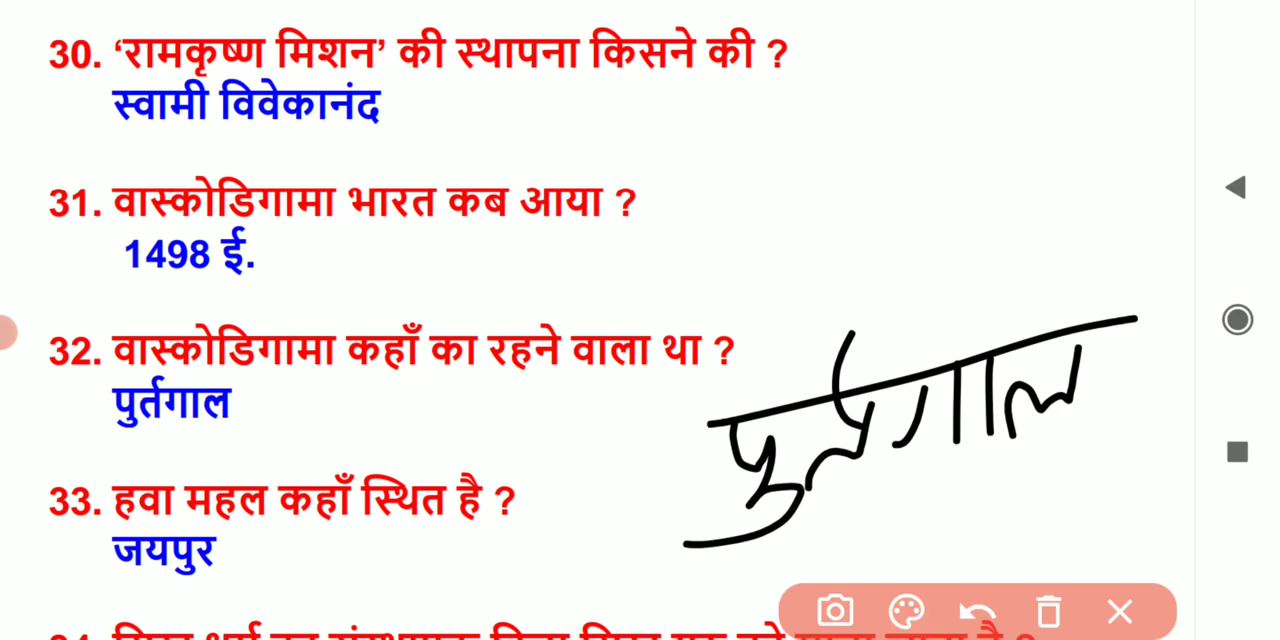 30. ‘रामकृष्ण मिशन’ की स्थापना किसने की ?
स्वामी विवेकानंद
31. वास्कोडिगामा भारत कब आया ?
1498 ई.
32. वास्कोडिगामा कहाँ का रहने वाला था ?
पुर्तगाल
पुर्तगाल
33. हवा महल कहाँ स्थित है ?
जयपुर